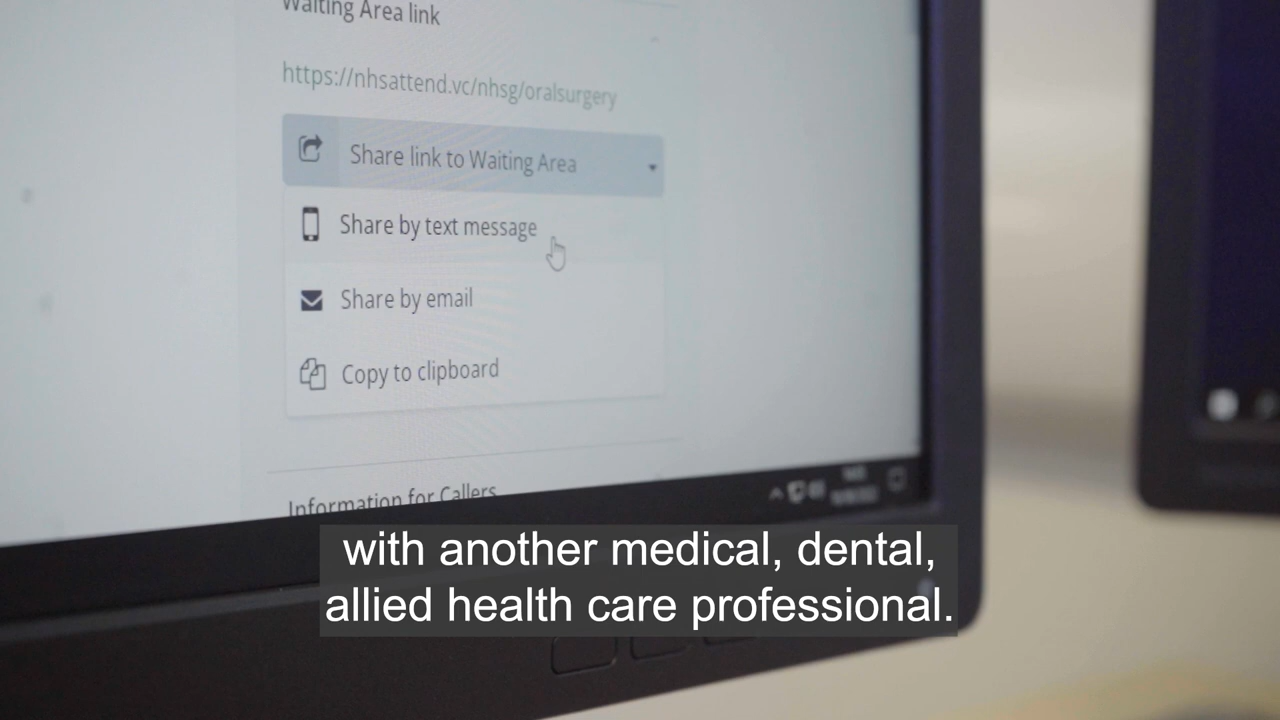 Waiting Area link
https://nhsattend.vc/nhsg/oralsurgery
Share link to Waiting Area
Share by text message
Share by email
Copy to clipboard
Information for Callers
with another medical, dental,
allied health care professional.